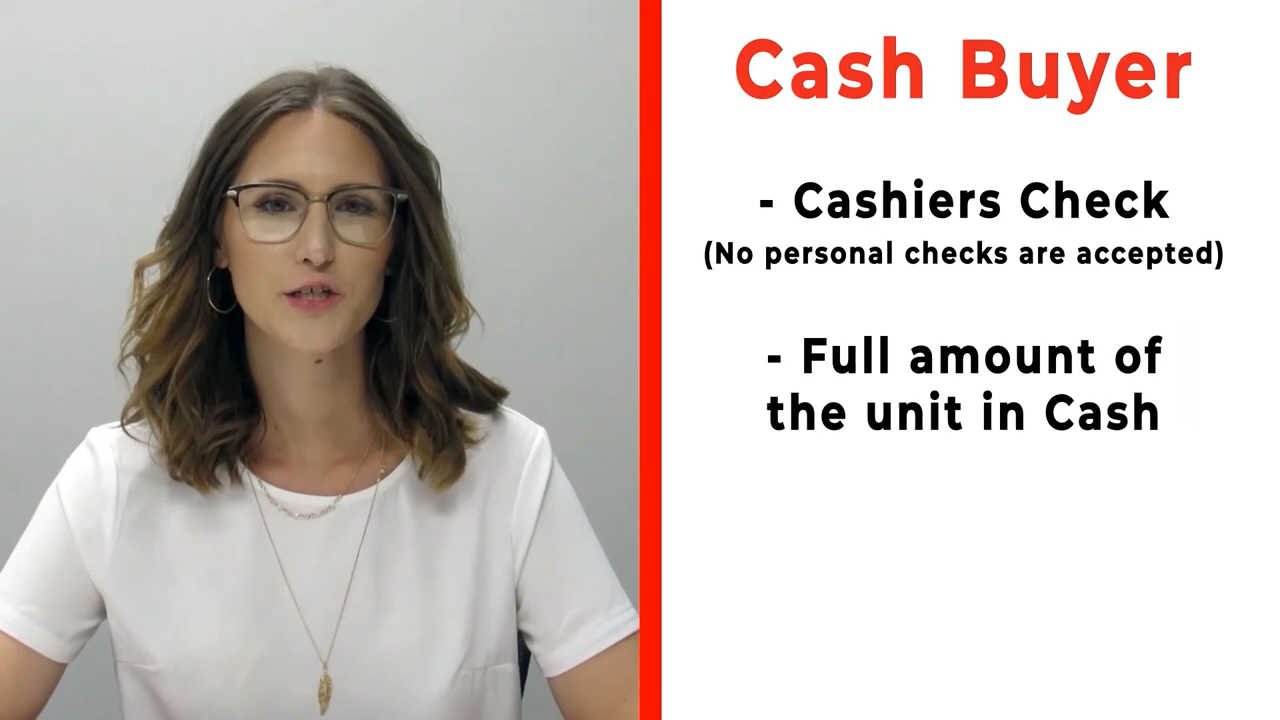 Cash Buyer
- Cashiers Check
(No personal checks are accepted)
- Full amount of
the unit in Cash